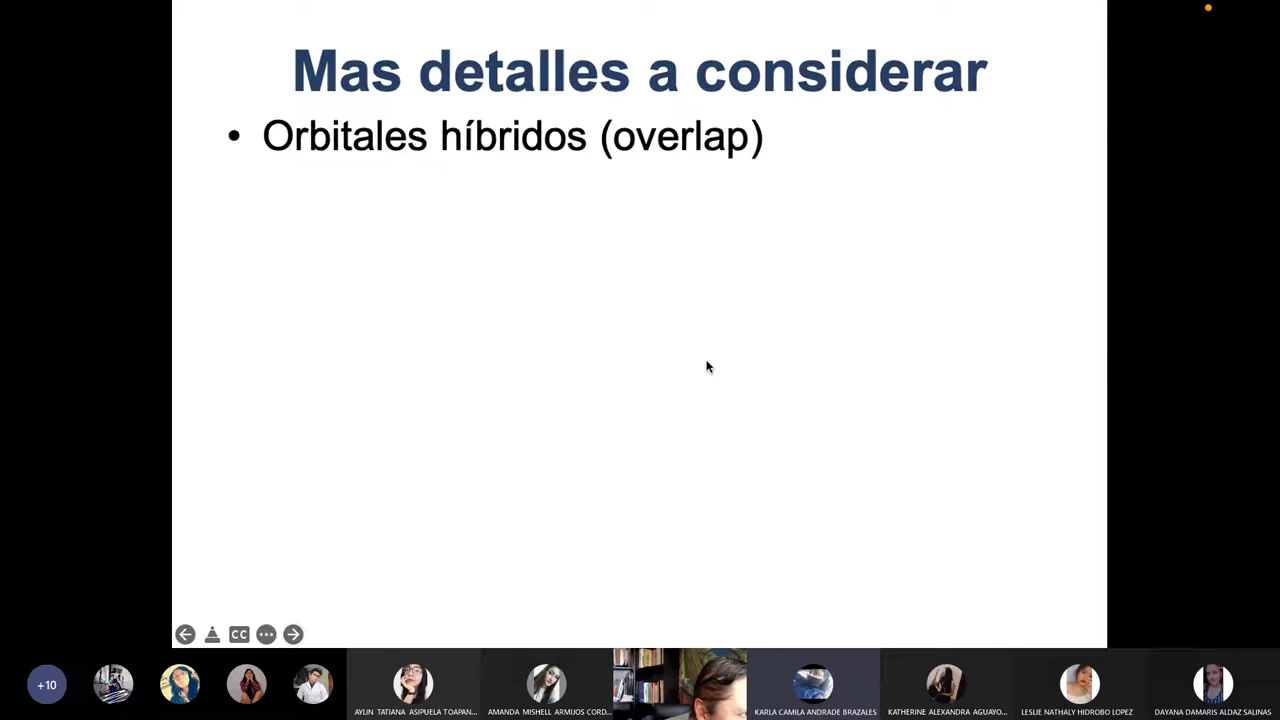 Mas detalles a considerar
• Orbitales híbridos (overlap)
CC
+10
AYLIN TATIANA ASIPUELA TOAPAN...
AMANDA MISHELL ARMIJOS CORD...
KARLA CAMILA ANDRADE BRAZALES
KATHERINE ALEXANDRA AGUAYO...
LESLIE NATHALY HIDROBO LOPEZ
DAYANA DAMARIS ALDAZ SALINAS